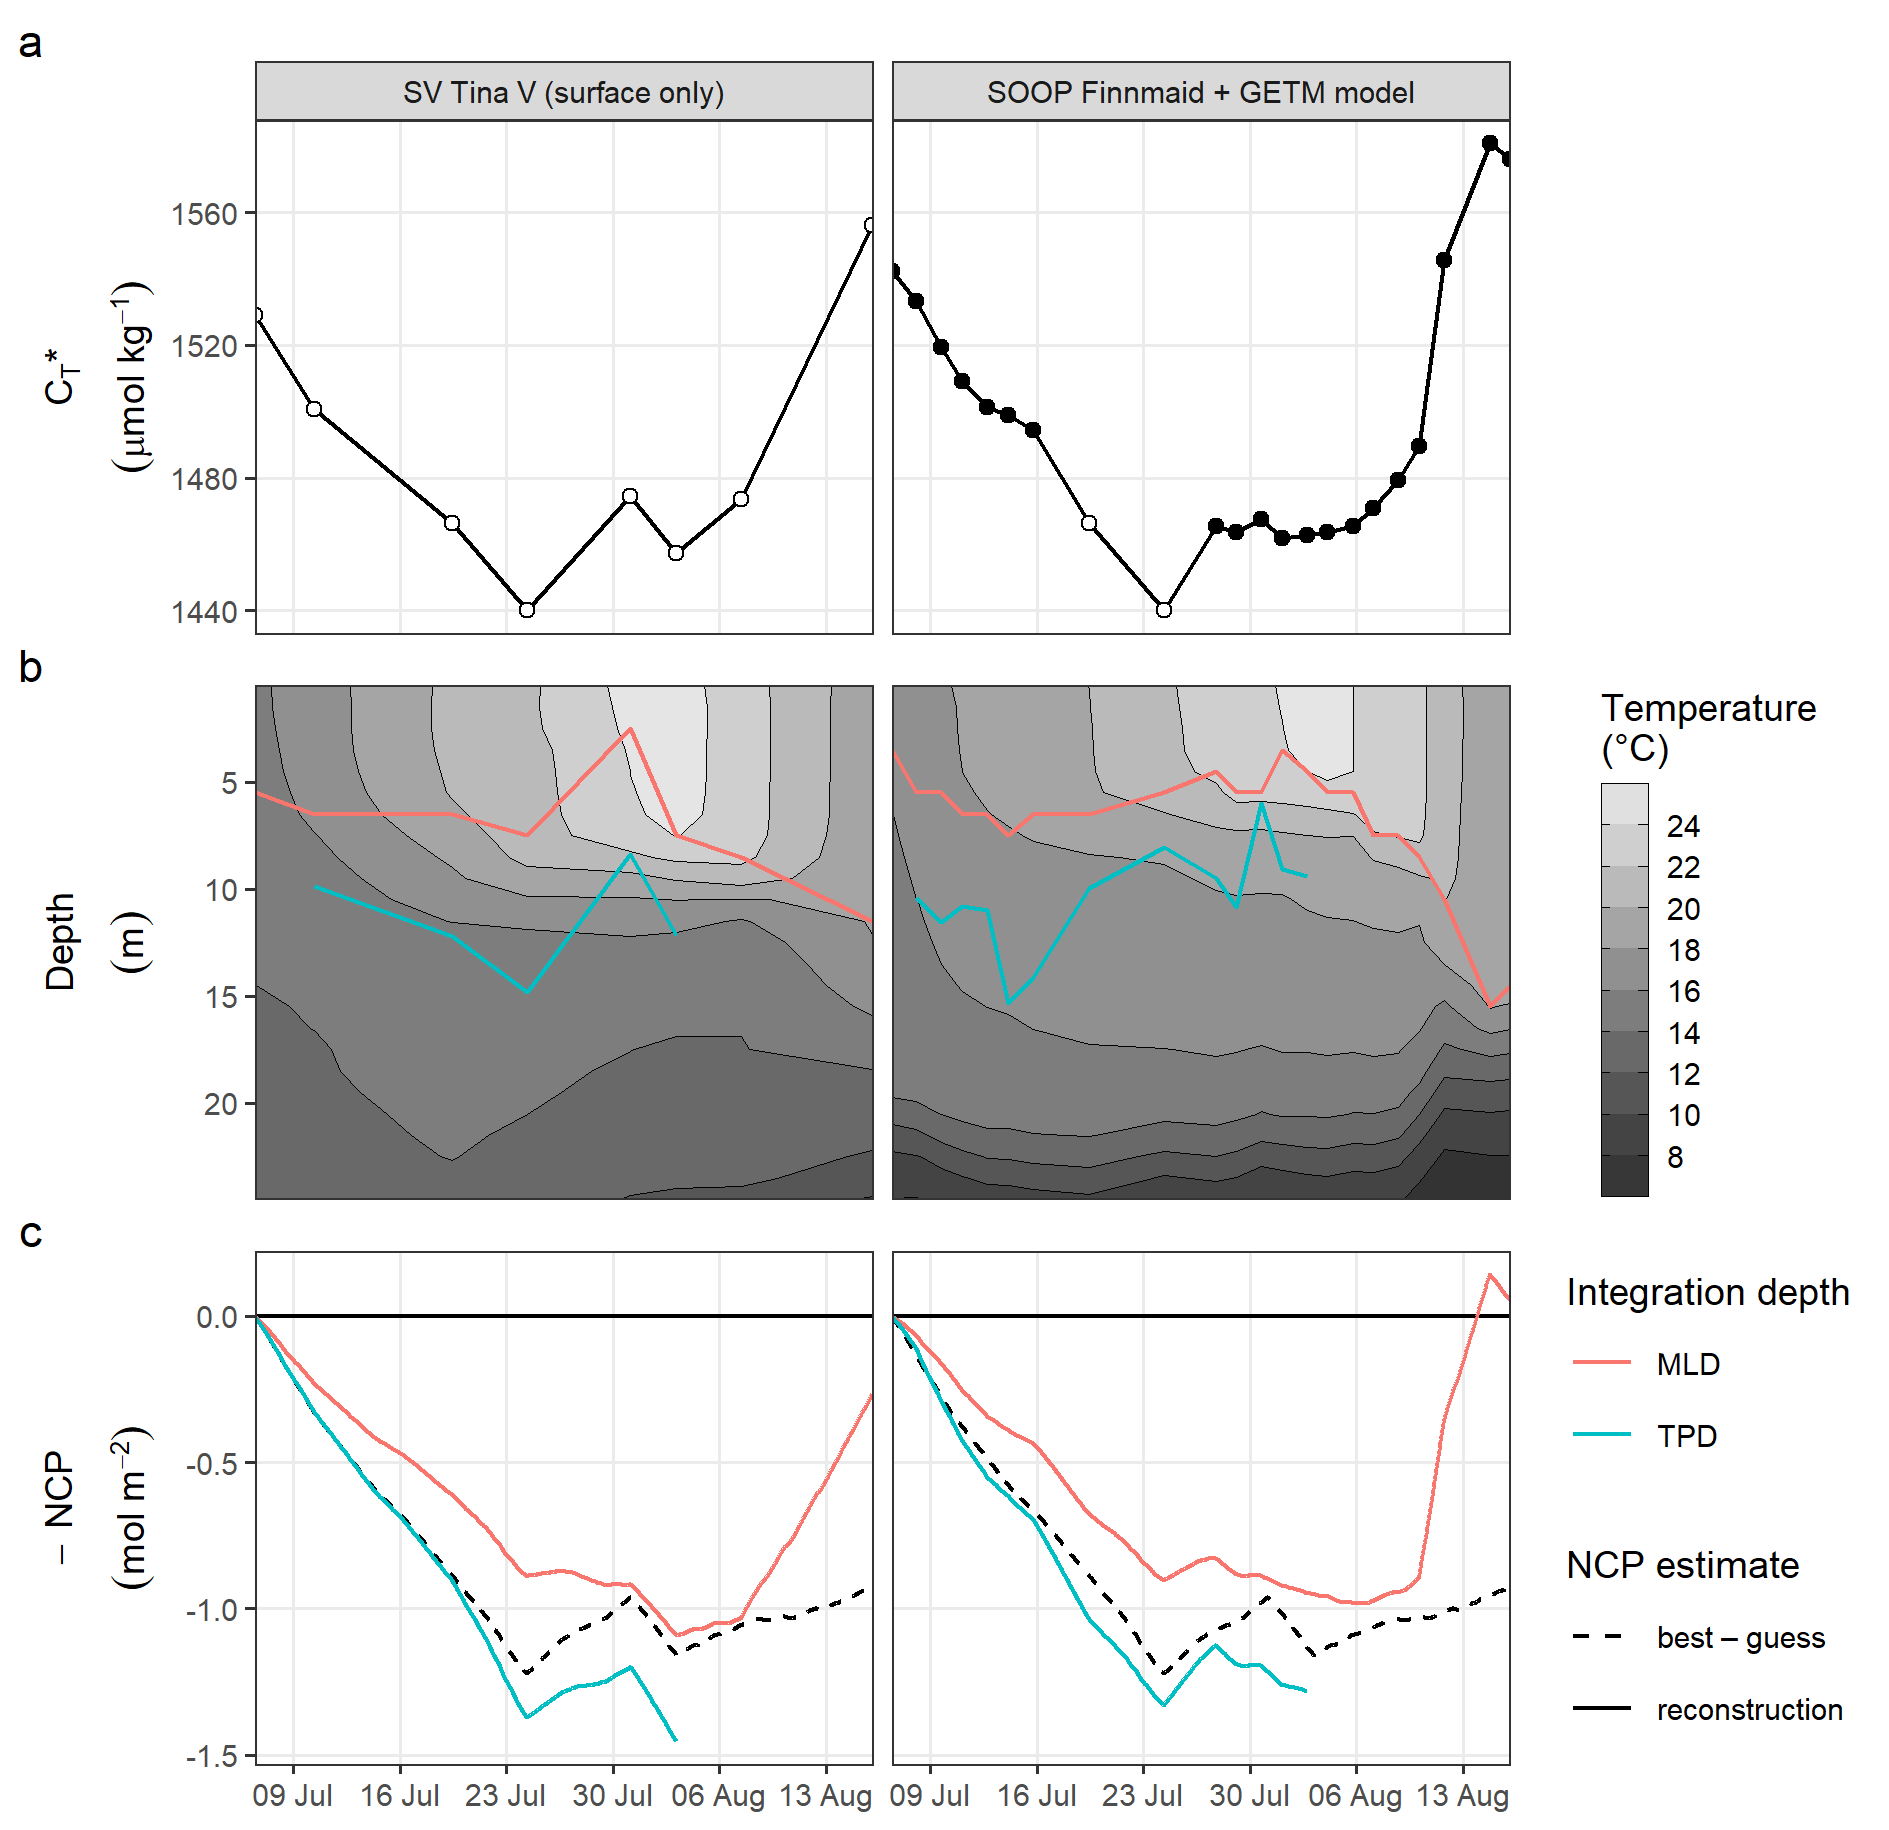 a
SV Tina V (surface only)
SOOP Finnmaid + GETM model
C_T*
(μmol kg⁻¹)
1560
1520
1480
1440
b
Depth
(m)
5
10
15
20
Temperature
(°C)
24
22
20
18
16
14
12
10
8
c
– NCP
(mol m⁻²)
0.0
-0.5
-1.0
-1.5
09 Jul 16 Jul 23 Jul 30 Jul 06 Aug 13 Aug
09 Jul 16 Jul 23 Jul 30 Jul 06 Aug 13 Aug
Integration depth
MLD
TPD
NCP estimate
best – guess
reconstruction